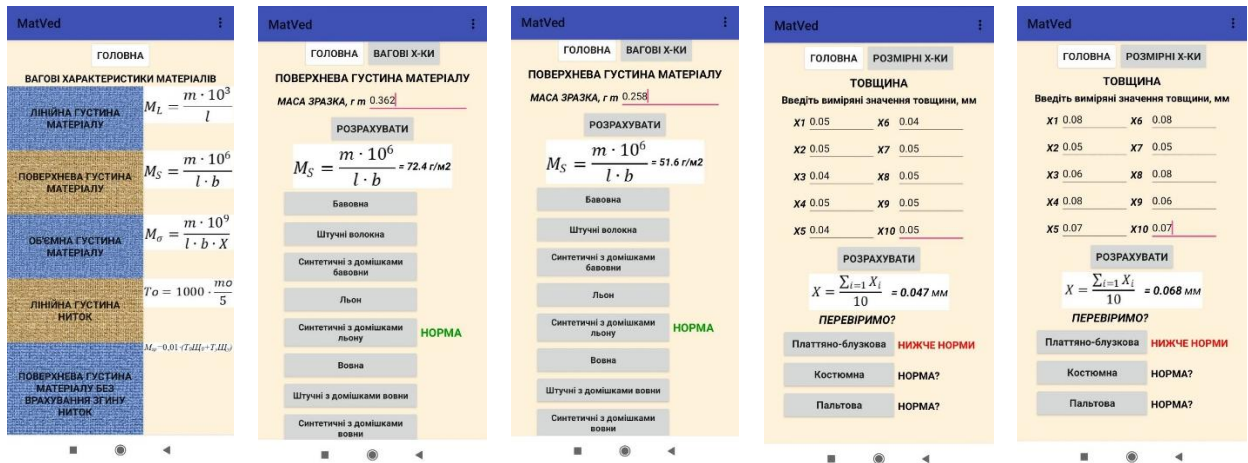 MatVed
ГОЛОВНА
ВАГОВІ ХАРАКТЕРИСТИКИ МАТЕРІАЛІВ
ЛІНІЙНА ГУСТИНА МАТЕРІАЛУ
M_L = m · 10³ / l
ПОВЕРХНЕВА ГУСТИНА МАТЕРІАЛУ
M_S = m · 10⁶ / l · b
ОБ'ЄМНА ГУСТИНА МАТЕРІАЛУ
M_σ = m · 10⁹ / l · b · X
ЛІНІЙНА ГУСТИНА НИТОК
To = 1000 · mo / 5
ПОВЕРХНЕВА ГУСТИНА МАТЕРІАЛУ БЕЗ ВРАХУВАННЯ ЗГИНУ НИТОК
MatVed
ГОЛОВНА ВАГОВІ Х-КИ
ПОВЕРХНЕВА ГУСТИНА МАТЕРІАЛУ
МАСА ЗРАЗКА, г m 0.362
РОЗРАХУВАТИ
M_S = m · 10⁶ / l · b = 72.4 г/м2
Бавовна
Штучні волокна
Синтетичні з домішками бавовни
Льон
Синтетичні з домішками льону НОРМА
Вовна
Штучні з домішками вовни
Синтетичні з домішками вовни
MatVed
ГОЛОВНА ВАГОВІ Х-КИ
ПОВЕРХНЕВА ГУСТИНА МАТЕРІАЛУ
МАСА ЗРАЗКА, г m 0.258
РОЗРАХУВАТИ
M_S = m · 10⁶ / l · b = 51.6 г/м2
Бавовна
Штучні волокна
Синтетичні з домішками бавовни
Льон
Синтетичні з домішками льону НОРМА
Вовна
Штучні з домішками вовни
Синтетичні з домішками вовни
MatVed
ГОЛОВНА РОЗМІРНІ Х-КИ
ТОВЩИНА
Введіть виміряні значення товщини, мм
X1 0.05 X6 0.04
X2 0.05 X7 0.05
X3 0.04 X8 0.05
X4 0.05 X9 0.05
X5 0.04 X10 0.05
РОЗРАХУВАТИ
X = ∑ᵢ₌₁ Xᵢ / 10 = 0.047 мм
ПЕРЕВІРИМО?
Платтяно-блузкова НИЖЧЕ НОРМИ
Костюмна НОРМА?
Пальтова НОРМА?
MatVed
ГОЛОВНА РОЗМІРНІ Х-КИ
ТОВЩИНА
Введіть виміряні значення товщини, мм
X1 0.08 X6 0.08
X2 0.05 X7 0.05
X3 0.06 X8 0.08
X4 0.08 X9 0.06
X5 0.07 X10 0.07
РОЗРАХУВАТИ
X = ∑ᵢ₌₁ Xᵢ / 10 = 0.068 мм
ПЕРЕВІРИМО?
Платтяно-блузкова НИЖЧЕ НОРМИ
Костюмна НОРМА?
Пальтова НОРМА?